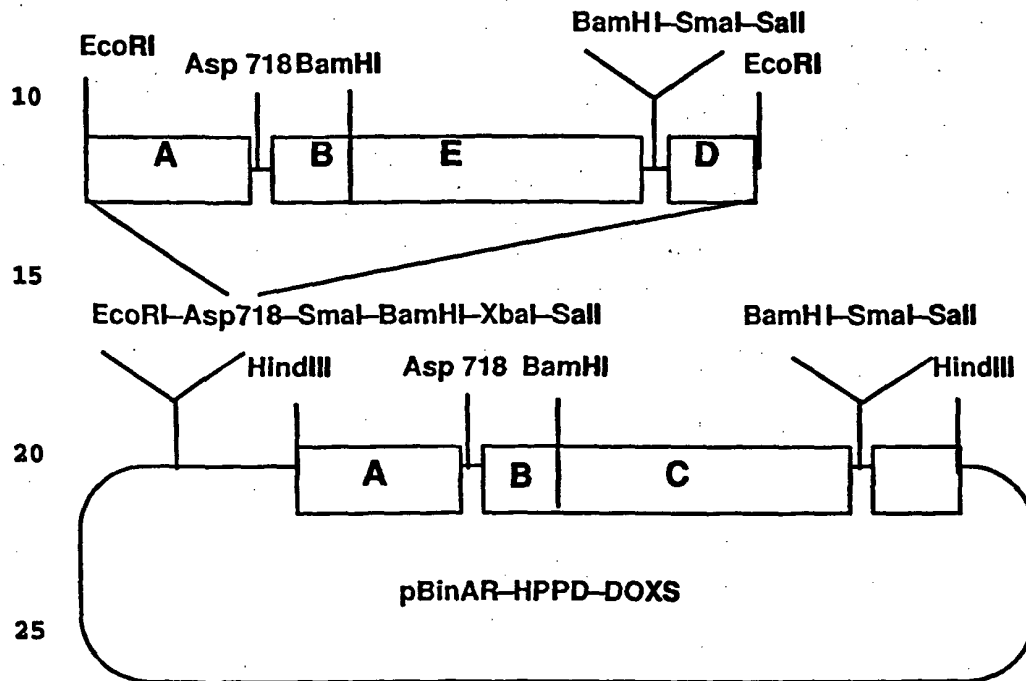 BamHI–SmaI–SalI
EcoRI
Asp 718 BamHI
EcoRI
10
A
B
E
D
15
EcoRI–Asp718–SmaI–BamHI–XbaI–SalI
BamHI–SmaI–SalI
HindIII
Asp 718 BamHI
HindIII
20
A
B
C
pBinAR–HPPD–DOXS
25